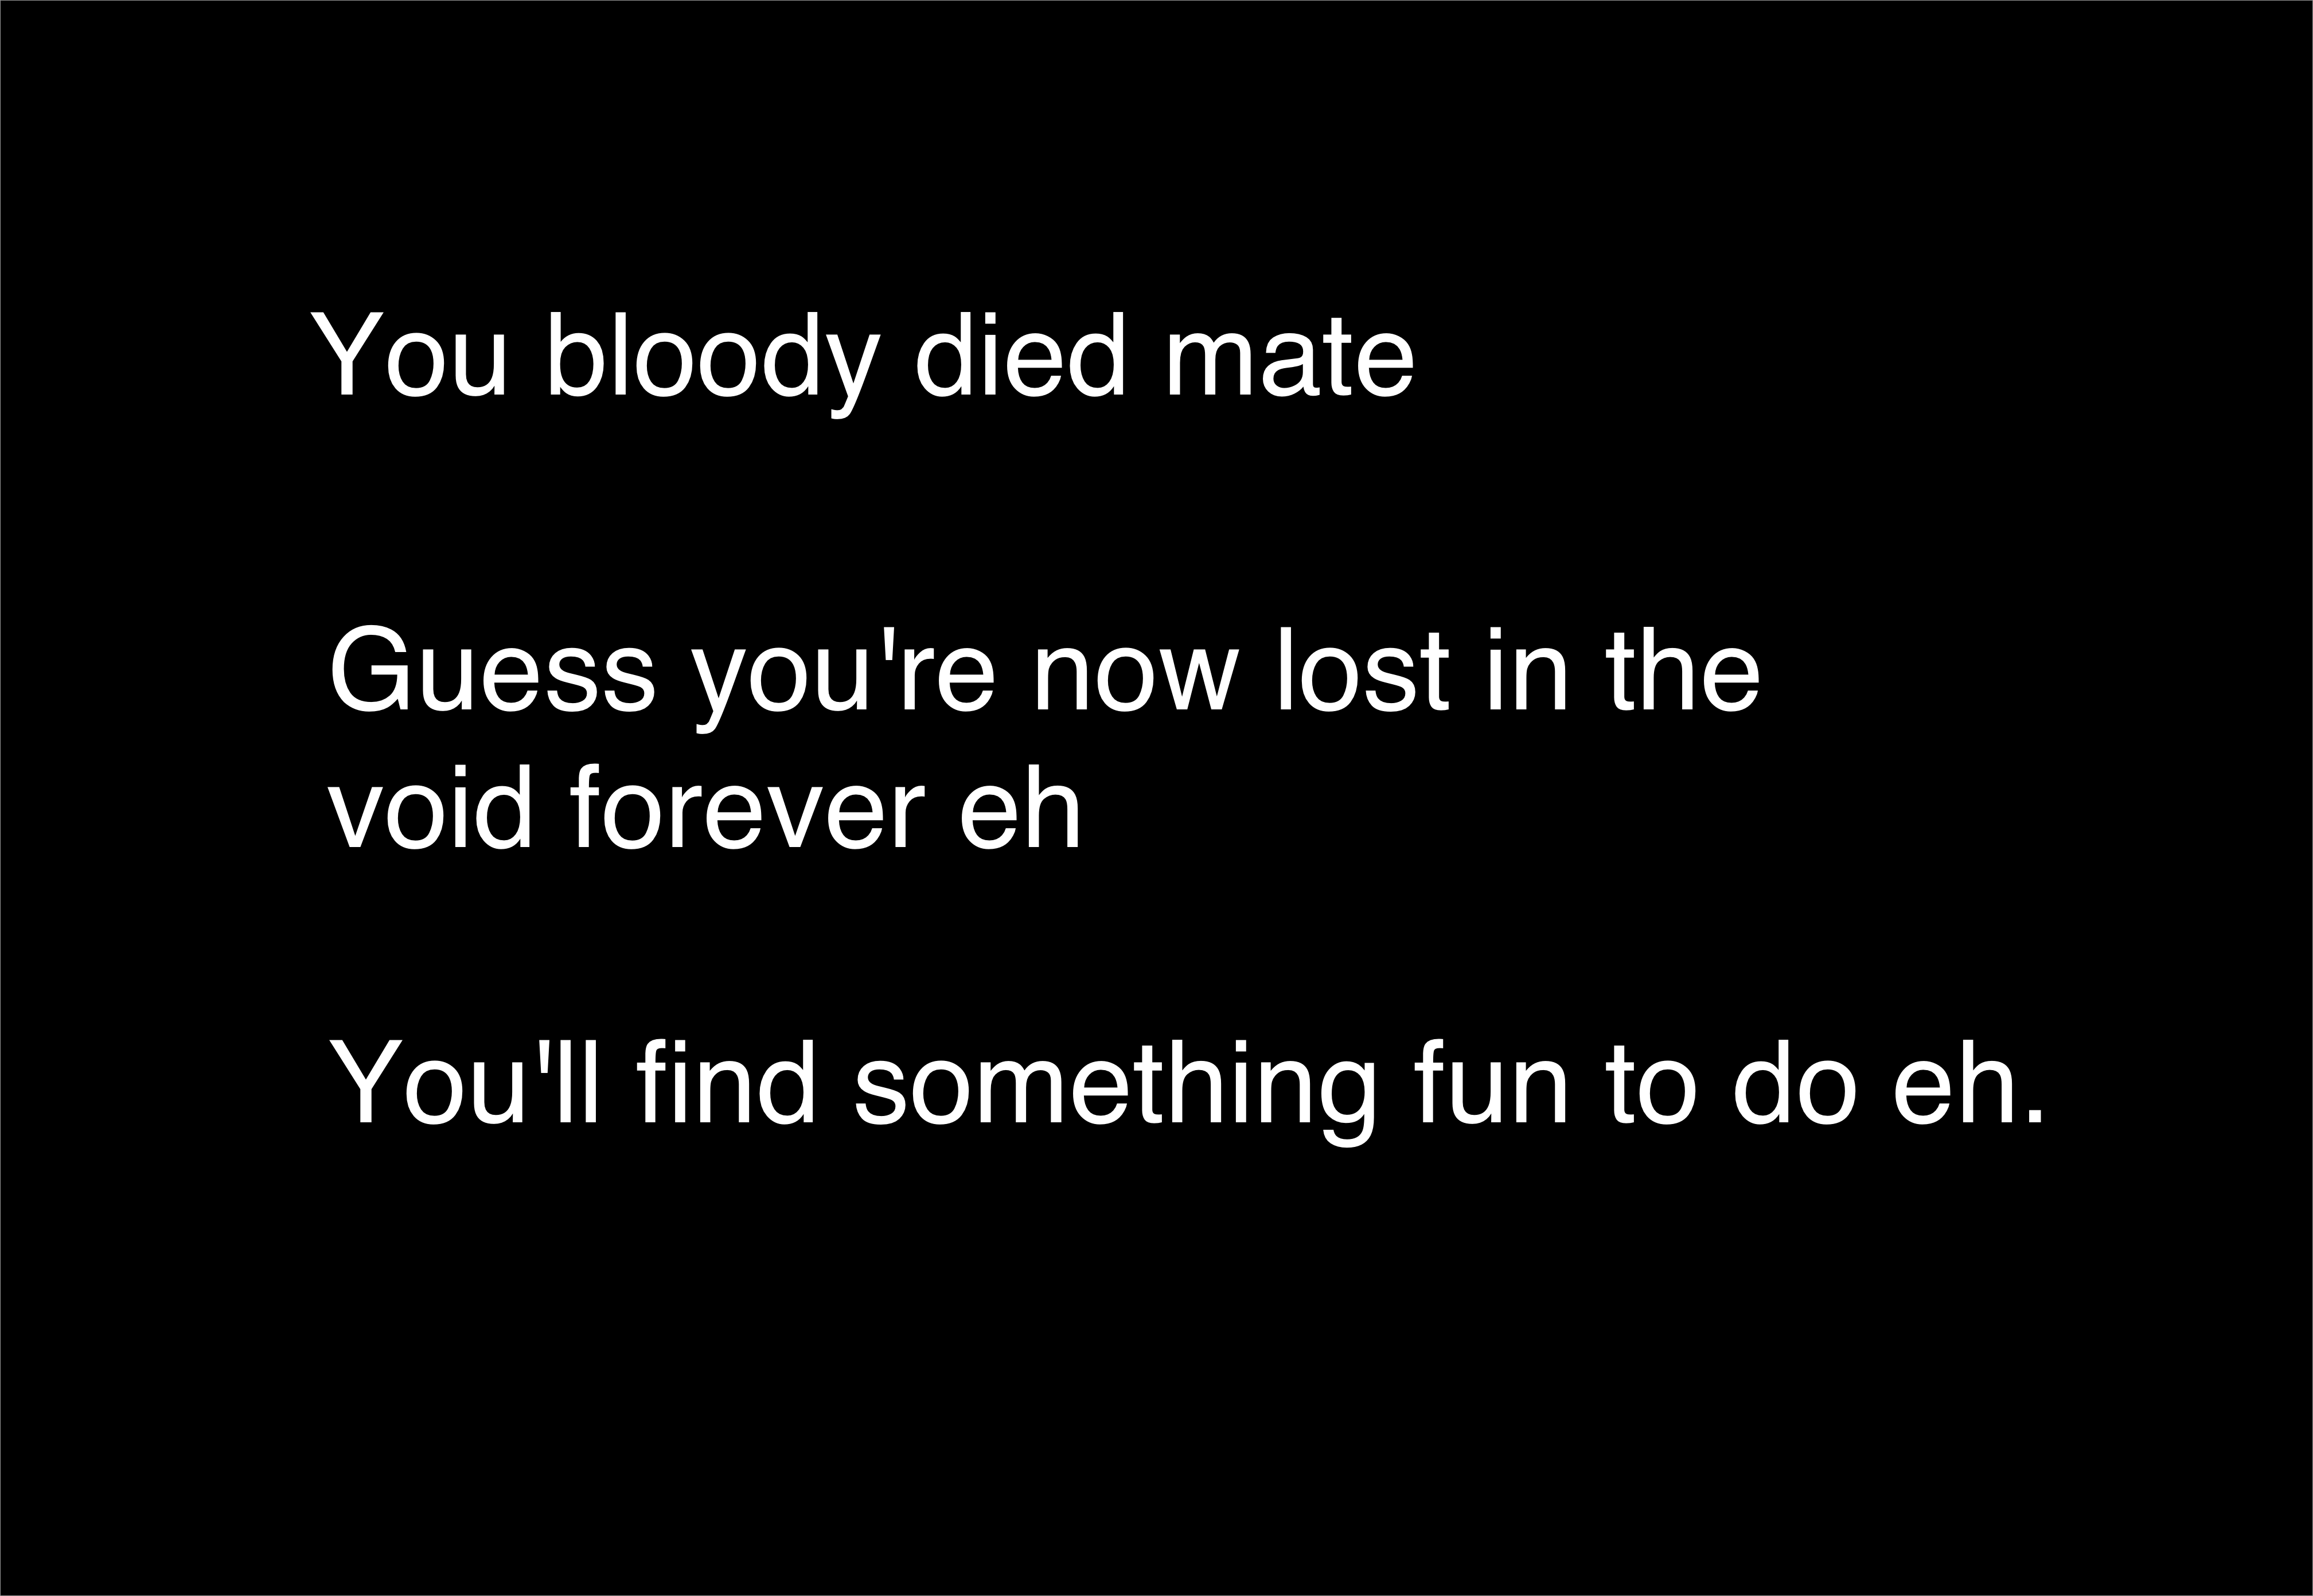 You bloody died mate
Guess you're now lost in the
void forever eh
You'll find something fun to do eh.